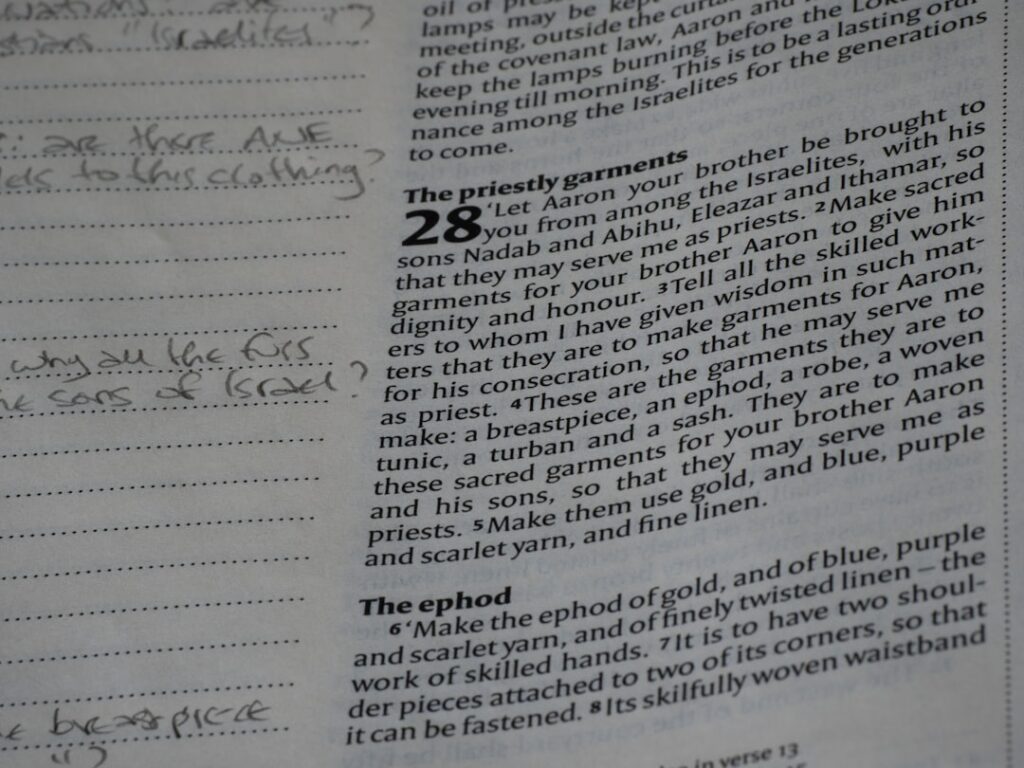 "Israelites"?
are there ANE
to this clothing?
why all the
sons of Israel?
breastpiece
lamps may be kept
meeting, outside the
of the covenant law, Aaron and
keep the lamps burning before the
evening till morning. This is to be a lasting ordi-
nance among the Israelites for the generations
to come.
The priestly garments
28 ‘Let Aaron your brother be brought to
you from among the Israelites, with his
sons Nadab and Abihu, Eleazar and Ithamar, so
that they may serve me as priests. 2Make sacred
garments for your brother Aaron to give him
dignity and honour. 3Tell all the skilled work-
ers to whom I have given wisdom in such mat-
ters that they are to make garments for Aaron,
for his consecration, so that he may serve me
as priest. 4These are the garments they are to
make: a breastpiece, an ephod, a robe, a woven
tunic, a turban and a sash. They are to make
these sacred garments for your brother Aaron
and his sons, so that they may serve me as
priests. 5Make them use gold, and blue, purple
and scarlet yarn, and fine linen.
The ephod
6‘Make the ephod of gold, and of blue, purple
and scarlet yarn, and of finely twisted linen – the
work of skilled hands. 7It is to have two shoul-
der pieces attached to two of its corners, so that
it can be fastened. 8Its skilfully woven waistband
in verse 13